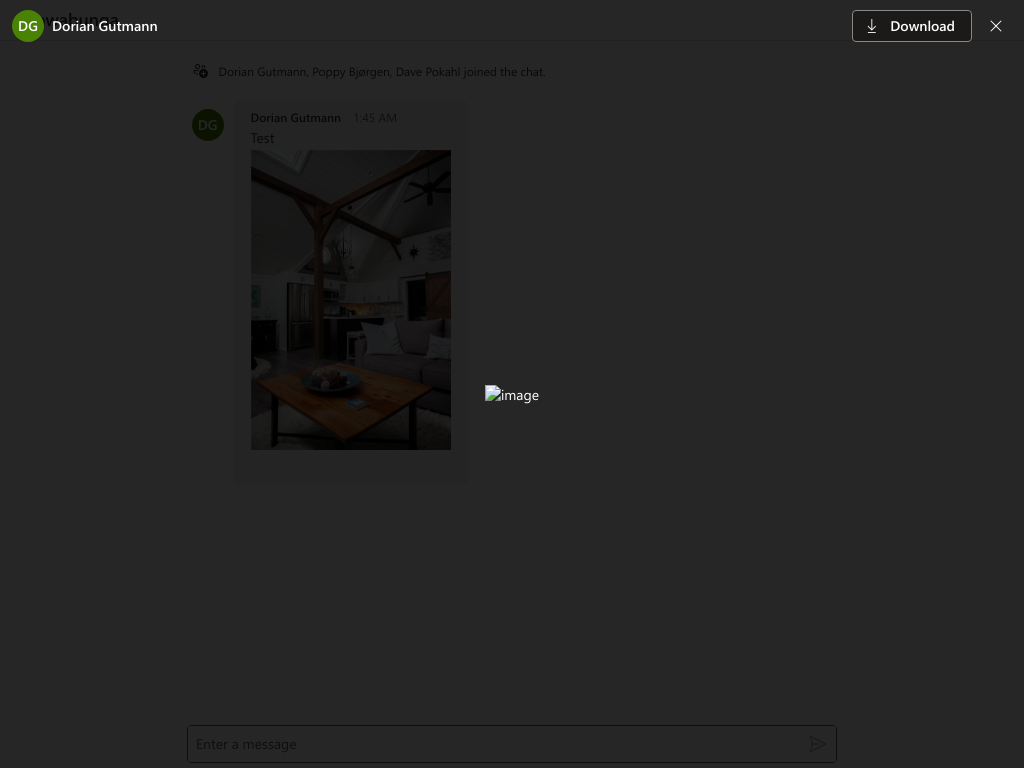 DG Dorian Gutmann Download
Dorian Gutmann, Poppy Bjørgen, Dave Pokahl joined the chat.
DG Dorian Gutmann 1:45 AM
Test
image
Enter a message